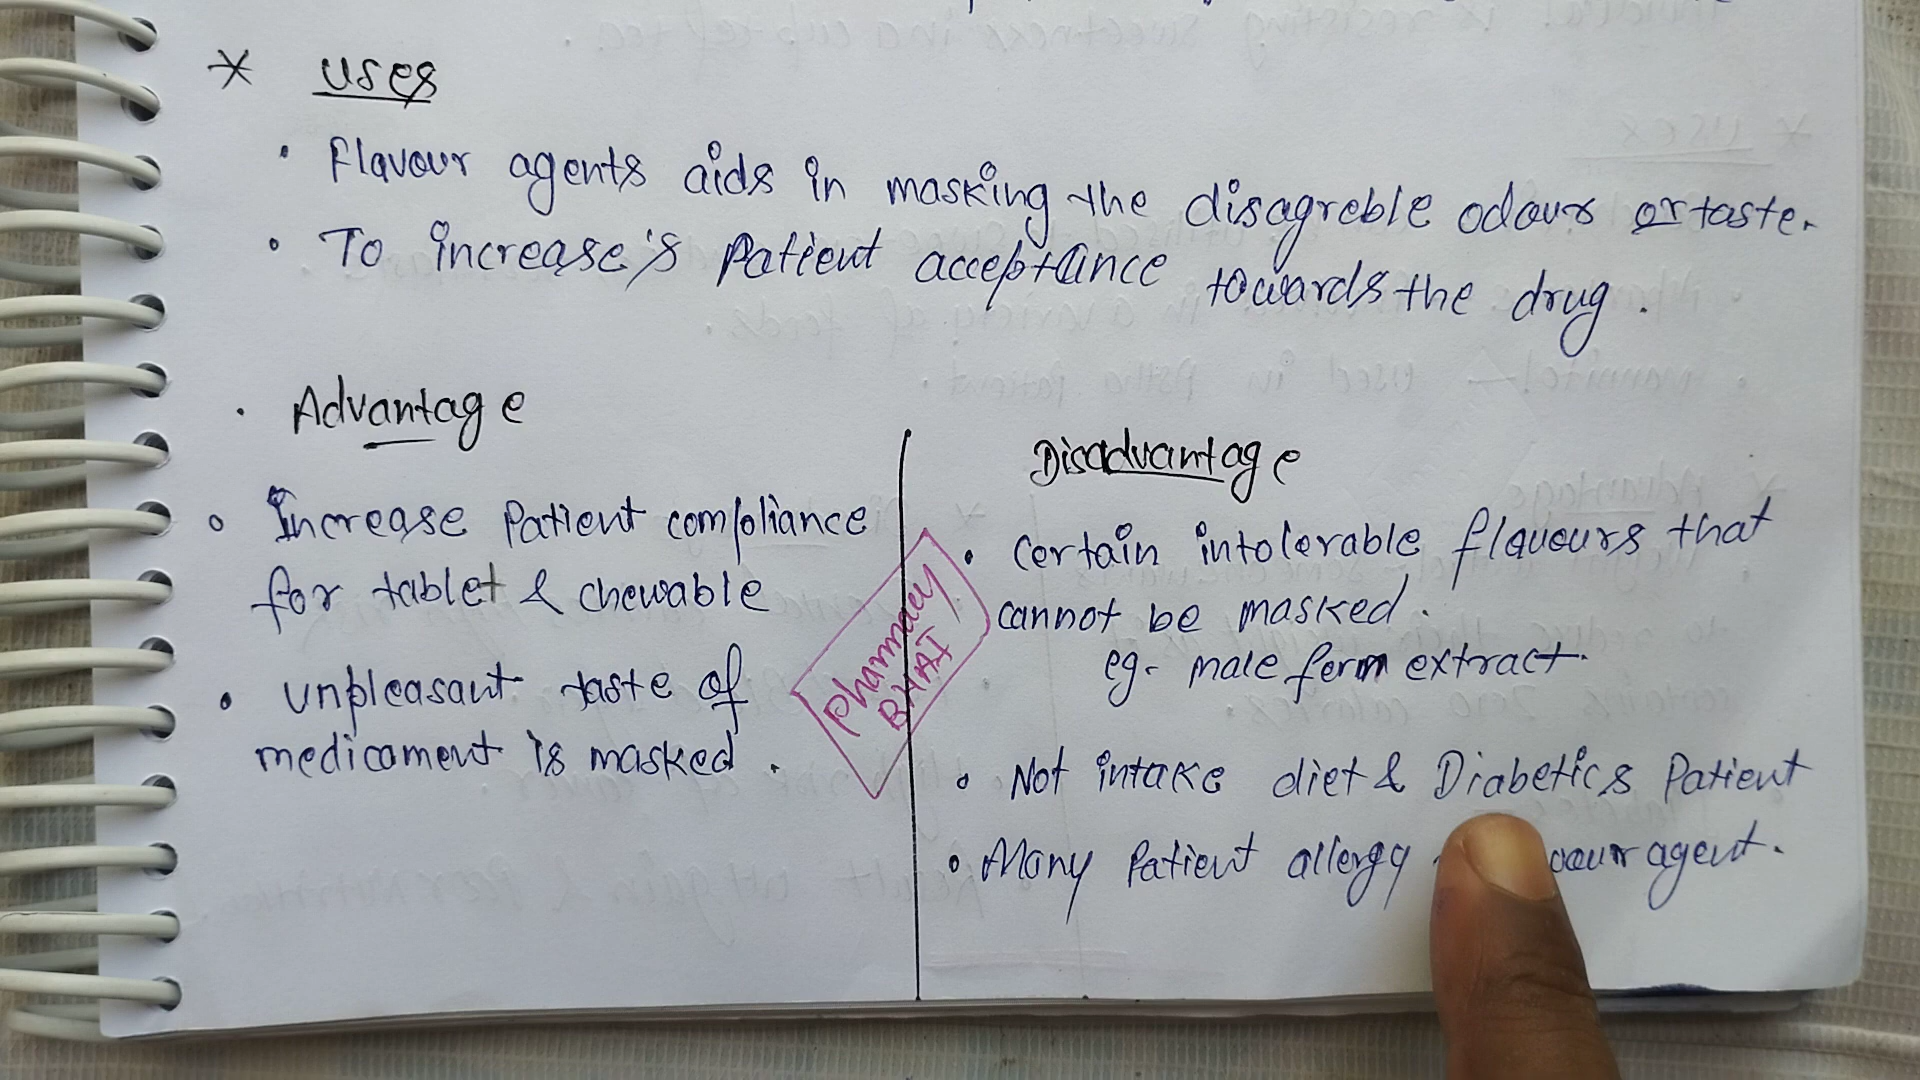 * Uses
• Flavour agents aids in masking the disagreble odours or taste.
• To increase's Patient acceptance towards the drug.
• Advantage
• Increase Patient compliance
for tablet & chewable
• unpleasant taste of
medicament is masked.
Pharmacy
BHAI
Disadvantage
• Certain intolerable flavours that
cannot be masked.
eg- male ferm extract.
• Not intake diet & Diabetics Patient
• Many Patient allergy agent.